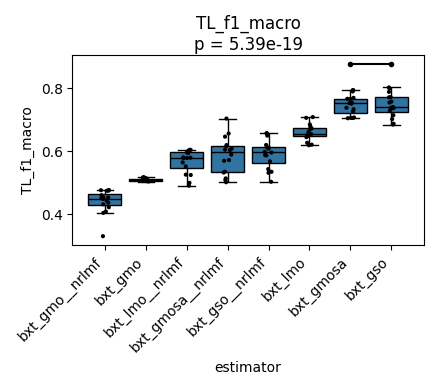 TL_f1_macro
p = 5.39e-19
TL_f1_macro
0.8
0.6
0.4
bxt_gmo__nrlmf
bxt_gmo
bxt_lmo__nrlmf
bxt_gmosa__nrlmf
bxt_gso__nrlmf
bxt_lmo
bxt_gmosa
bxt_gso
estimator